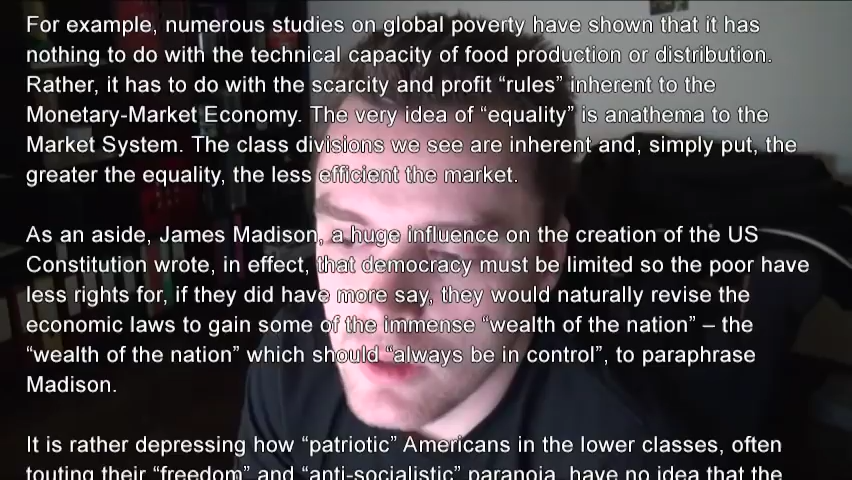 For example, numerous studies on global poverty have shown that it has
nothing to do with the technical capacity of food production or distribution.
Rather, it has to do with the scarcity and profit “rules” inherent to the
Monetary-Market Economy. The very idea of “equality” is anathema to the
Market System. The class divisions we see are inherent and, simply put, the
greater the equality, the less efficient the market.
As an aside, James Madison, a huge influence on the creation of the US
Constitution wrote, in effect, that democracy must be limited so the poor have
less rights for, if they did have more say, they would naturally revise the
economic laws to gain some of the immense “wealth of the nation” – the
“wealth of the nation” which should “always be in control”, to paraphrase
Madison.
It is rather depressing how “patriotic” Americans in the lower classes, often
touting their “freedom” and “anti-socialistic” paranoia, have no idea that the